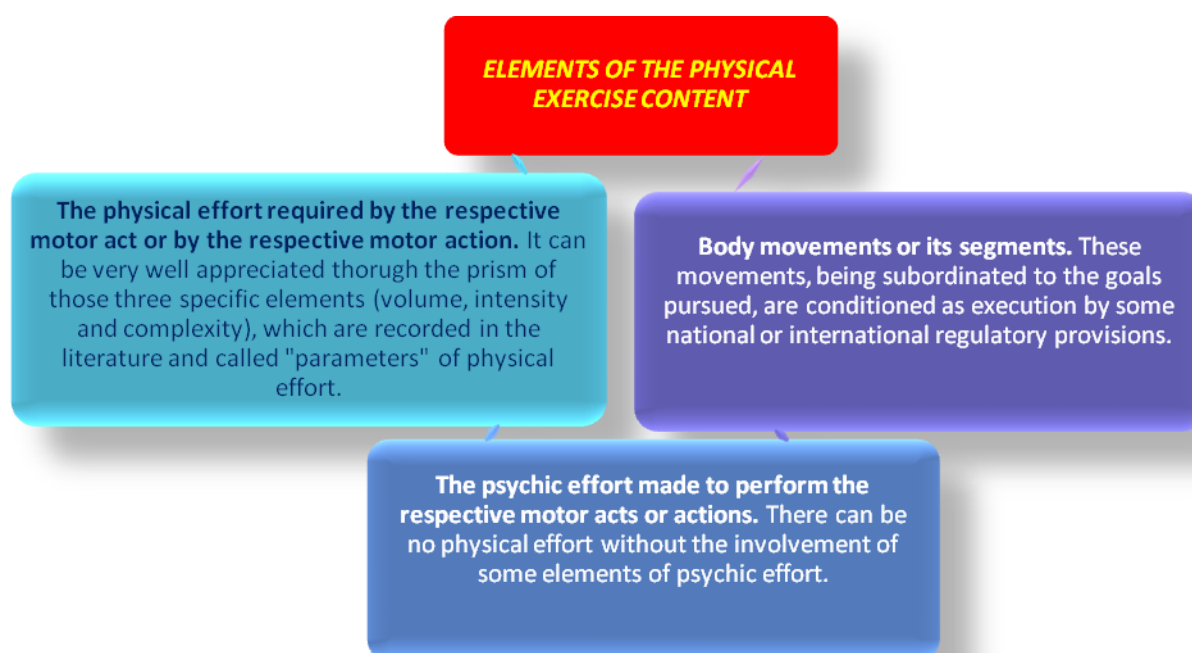 ELEMENTS OF THE PHYSICAL
EXERCISE CONTENT
The physical effort required by the respective
motor act or by the respective motor action. It can
be very well appreciated thorugh the prism of
those three specific elements (volume, intensity
and complexity), which are recorded in the
literature and called "parameters" of physical
effort.
Body movements or its segments. These
movements, being subordinated to the goals
pursued, are conditioned as execution by some
national or international regulatory provisions.
The psychic effort made to perform the
respective motor acts or actions. There can be
no physical effort without the involvement of
some elements of psychic effort.